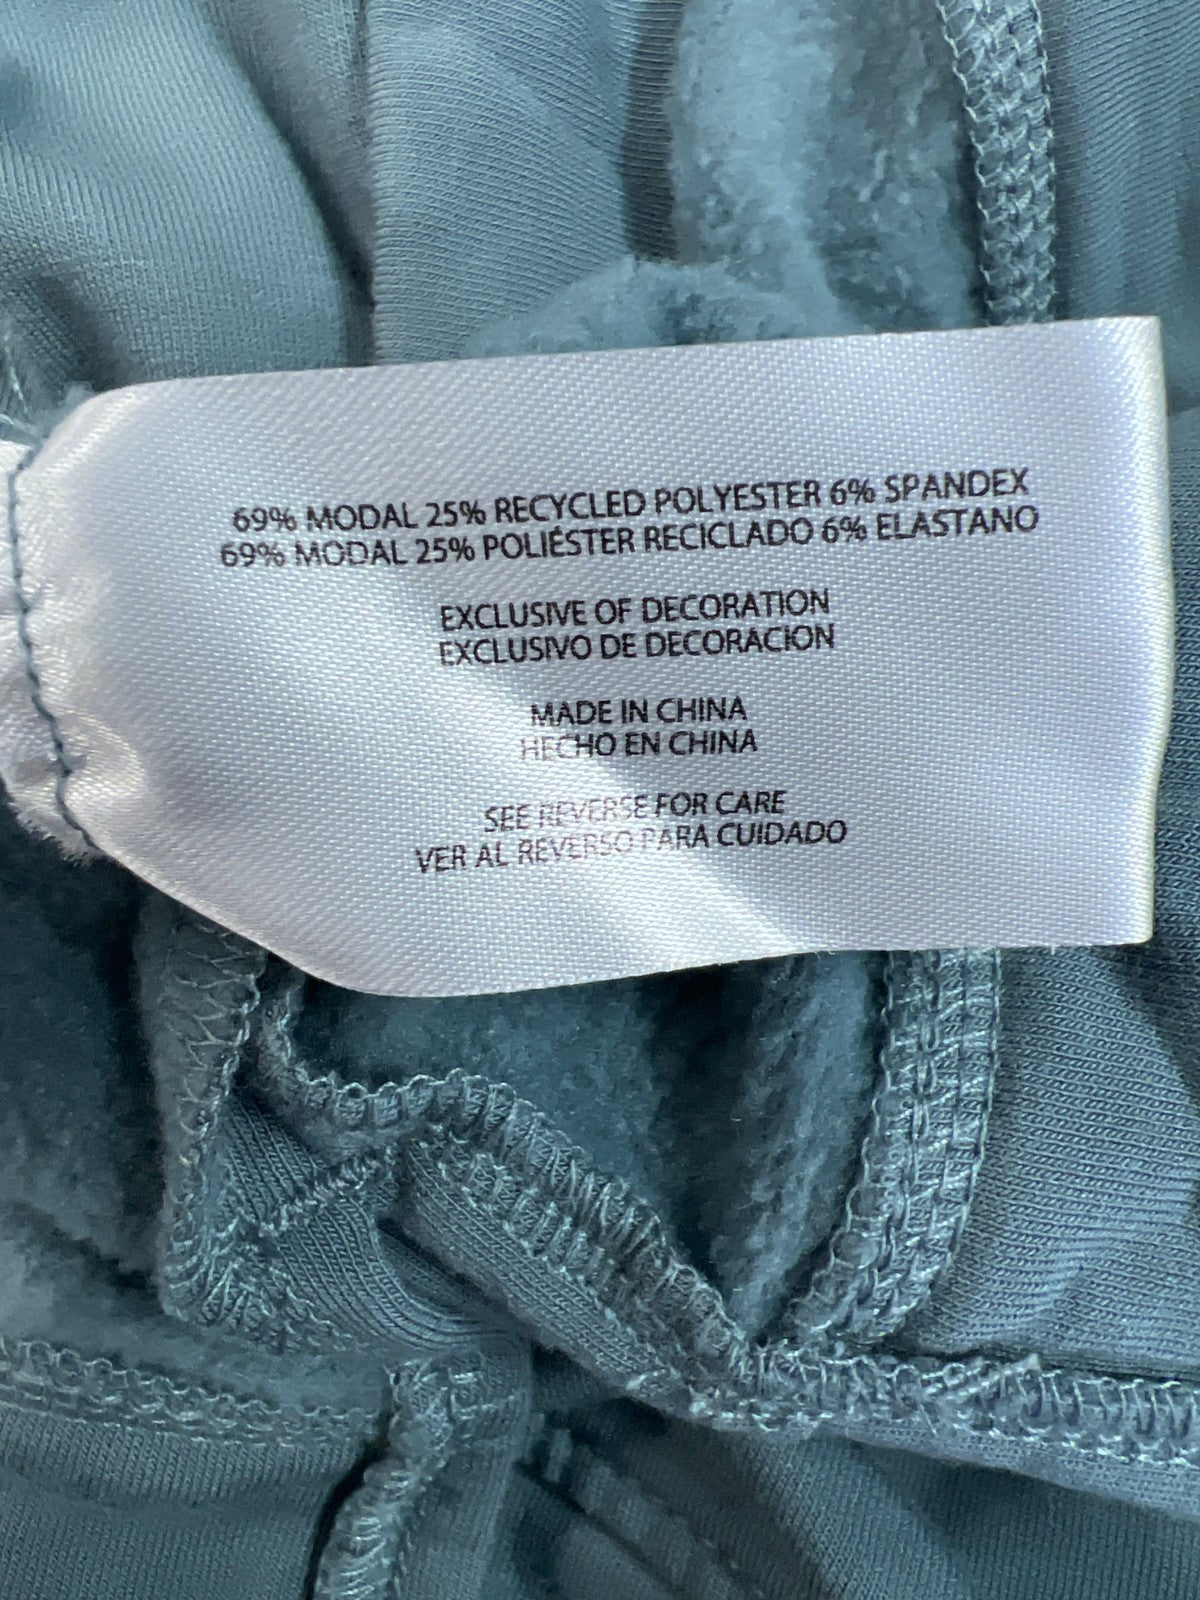 69% MODAL 25% RECYCLED POLYESTER 6% SPANDEX
69% MODAL 25% POLIÉSTER RECICLADO 6% ELASTANO
EXCLUSIVE OF DECORATION
EXCLUSIVO DE DECORACION
MADE IN CHINA
HECHO EN CHINA
SEE REVERSE FOR CARE
VER AL REVERSO PARA CUIDADO